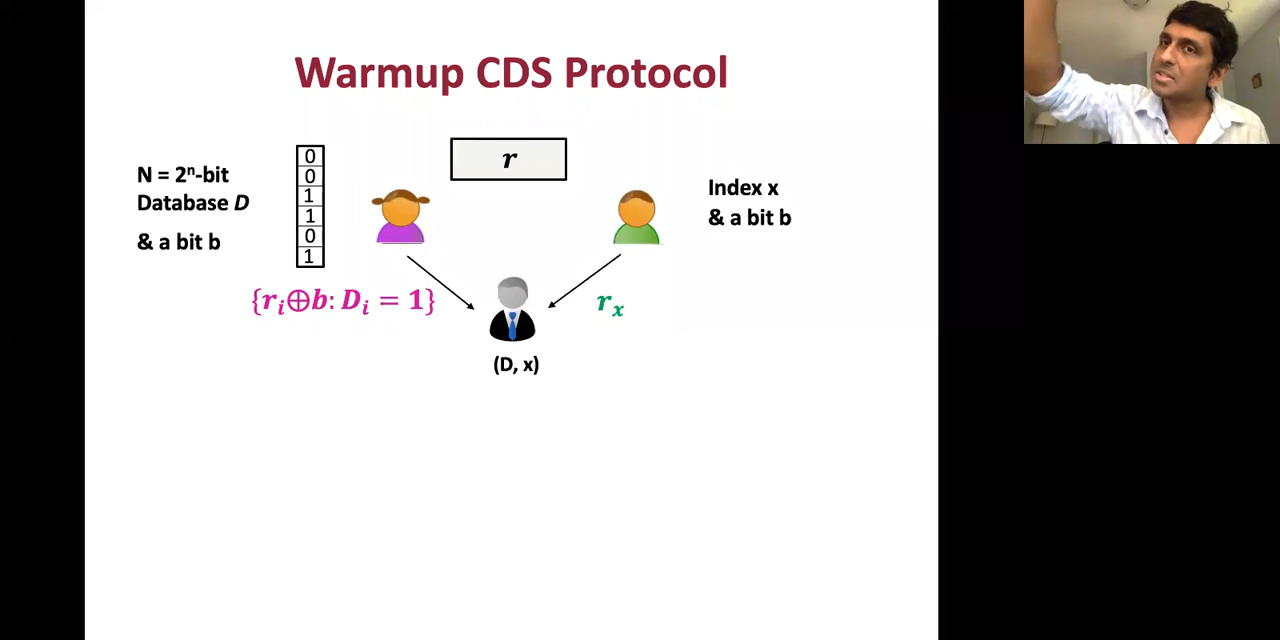 Warmup CDS Protocol
N = 2ⁿ-bit
Database D
& a bit b
0
0
1
1
0
1
r
Index x
& a bit b
{rᵢ⊕b: Dᵢ = 1}
rₓ
(D, x)